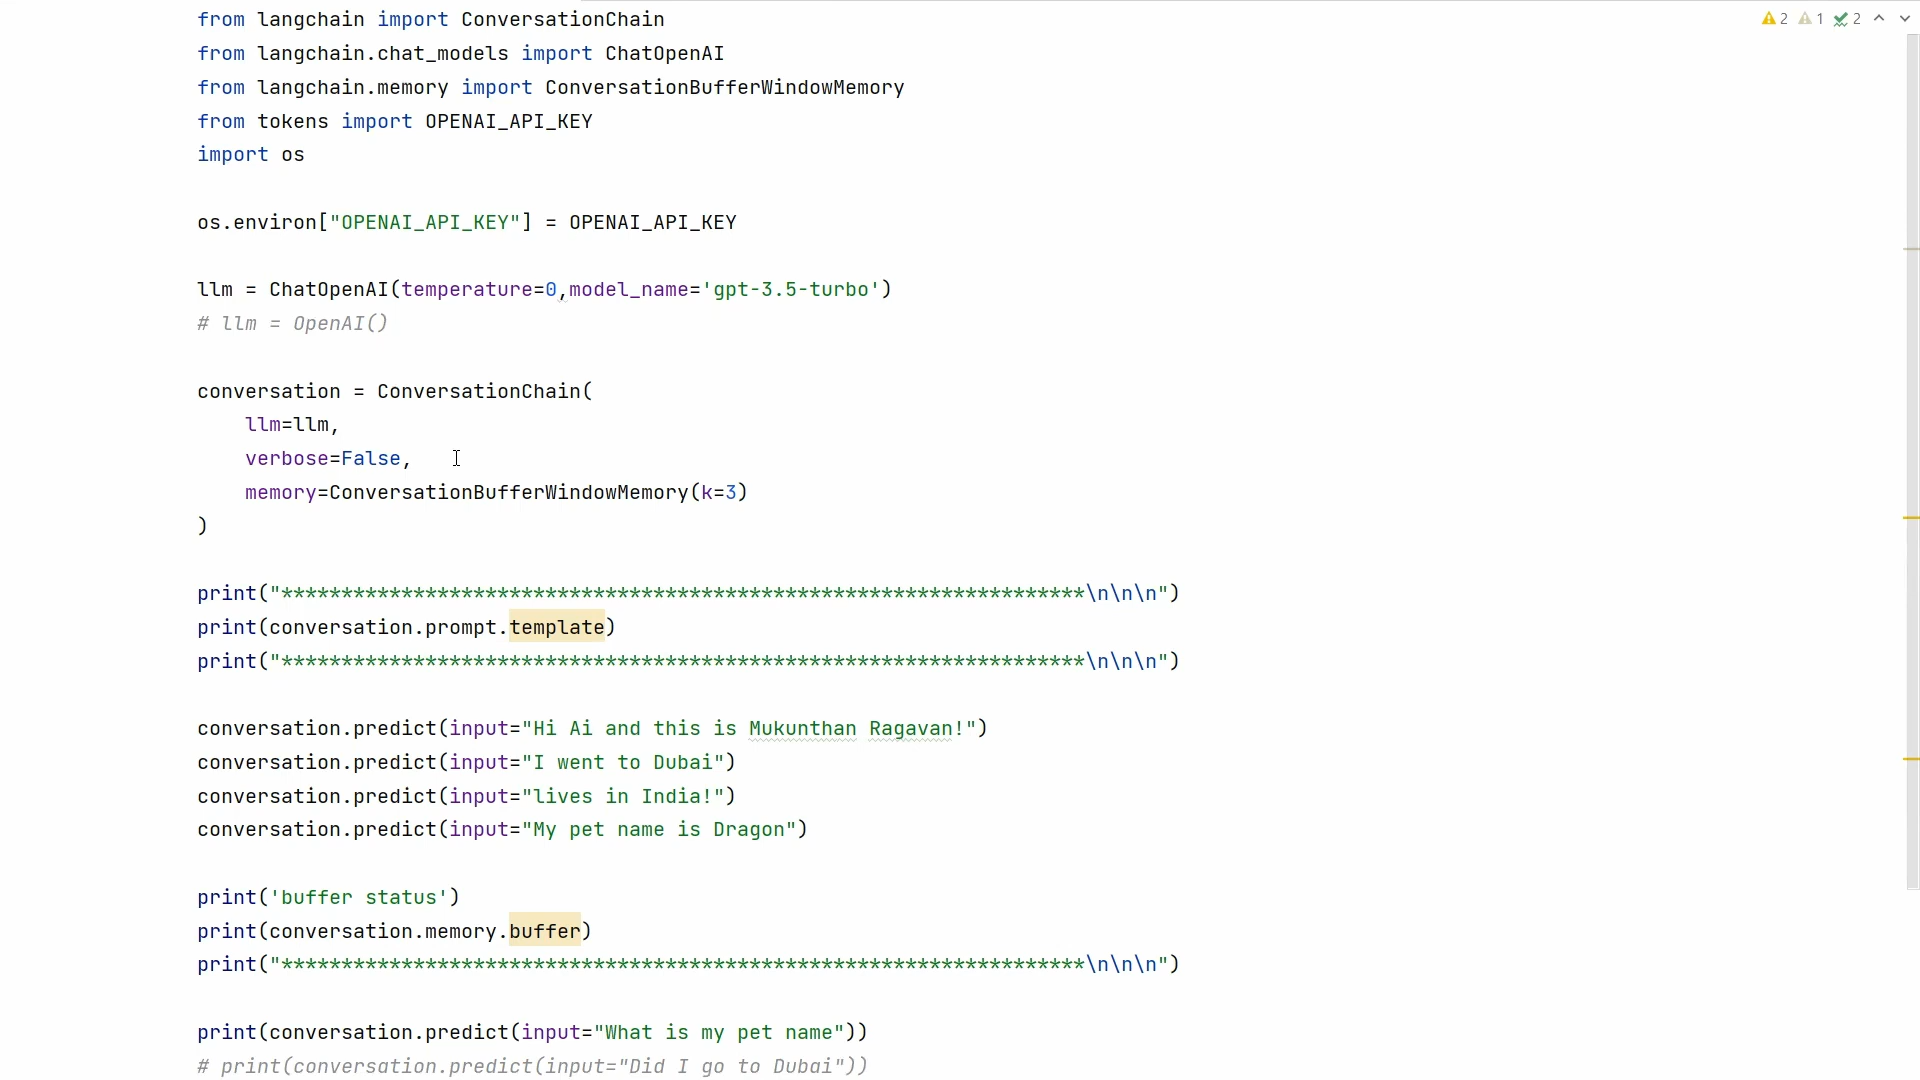 from langchain import ConversationChain
2 1 2
from langchain.chat_models import ChatOpenAI
from langchain.memory import ConversationBufferWindowMemory
from tokens import OPENAI_API_KEY
import os
os.environ["OPENAI_API_KEY"] = OPENAI_API_KEY
llm = ChatOpenAI(temperature=0,model_name='gpt-3.5-turbo')
# llm = OpenAI()
conversation = ConversationChain(
    llm=llm,
    verbose=False,
    memory=ConversationBufferWindowMemory(k=3)
)
print("*******************************************************************\n\n\n")
print(conversation.prompt.template)
print("*******************************************************************\n\n\n")
conversation.predict(input="Hi Ai and this is Mukunthan Ragavan!")
conversation.predict(input="I went to Dubai")
conversation.predict(input="lives in India!")
conversation.predict(input="My pet name is Dragon")
print('buffer status')
print(conversation.memory.buffer)
print("*******************************************************************\n\n\n")
print(conversation.predict(input="What is my pet name"))
# print(conversation.predict(input="Did I go to Dubai"))